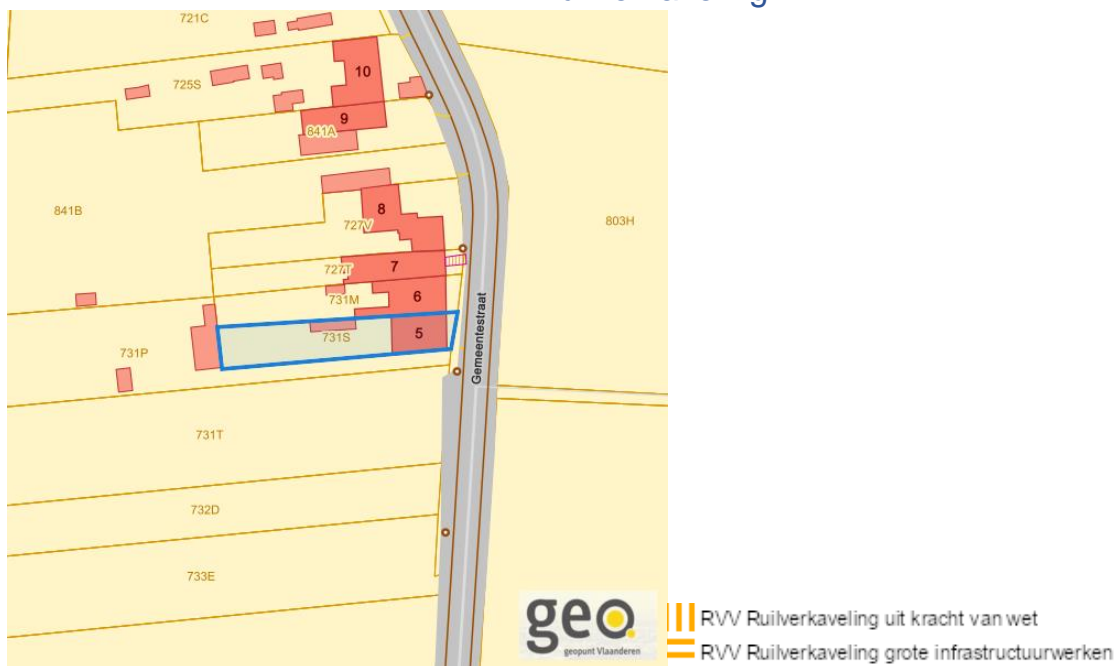 721C
10
725S
9
841A
841B
8
803H
727V
7
727T
731M
6
731S
5
731P
Gemeentestraat
731T
732D
733E
geo.
geopunt Vlaanderen
RVV Ruilverkaveling uit kracht van wet
RVV Ruilverkaveling grote infrastructuurwerken